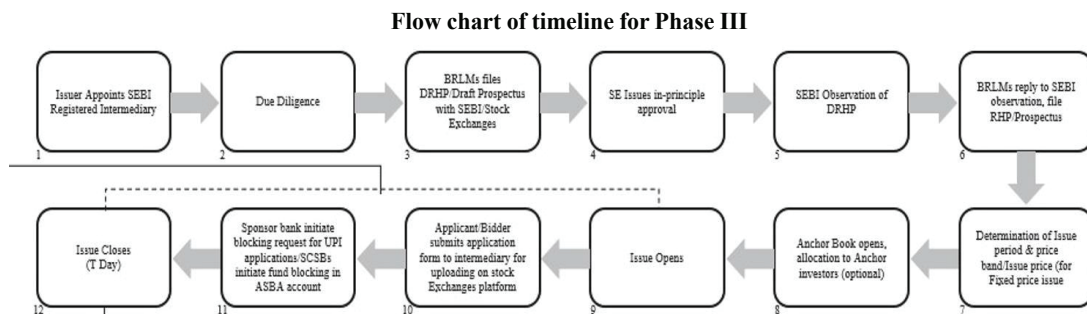 Flow chart of timeline for Phase III
Issuer Appoints SEBI
Registered Intermediary
1
Due Diligence
2
BRLMs files
DRHP/Draft Prospectus
with SEBI/Stock
Exchanges
3
SE Issues in-principle
approval
4
SEBI Observation of
DRHP
5
BRLMs reply to SEBI
observation, file
RHP/Prospectus
6
Determination of Issue
period & price
band/Issue price (for
Fixed price issue
7
Anchor Book opens,
allocation to Anchor
investors (optional)
8
Issue Opens
9
Applicant/Bidder
submits application
form to intermediary for
uploading on stock
Exchanges platform
10
Sponsor bank initiate
blocking request for UPI
applications/SCSBs
initiate fund blocking in
ASBA account
11
Issue Closes
(T Day)
12